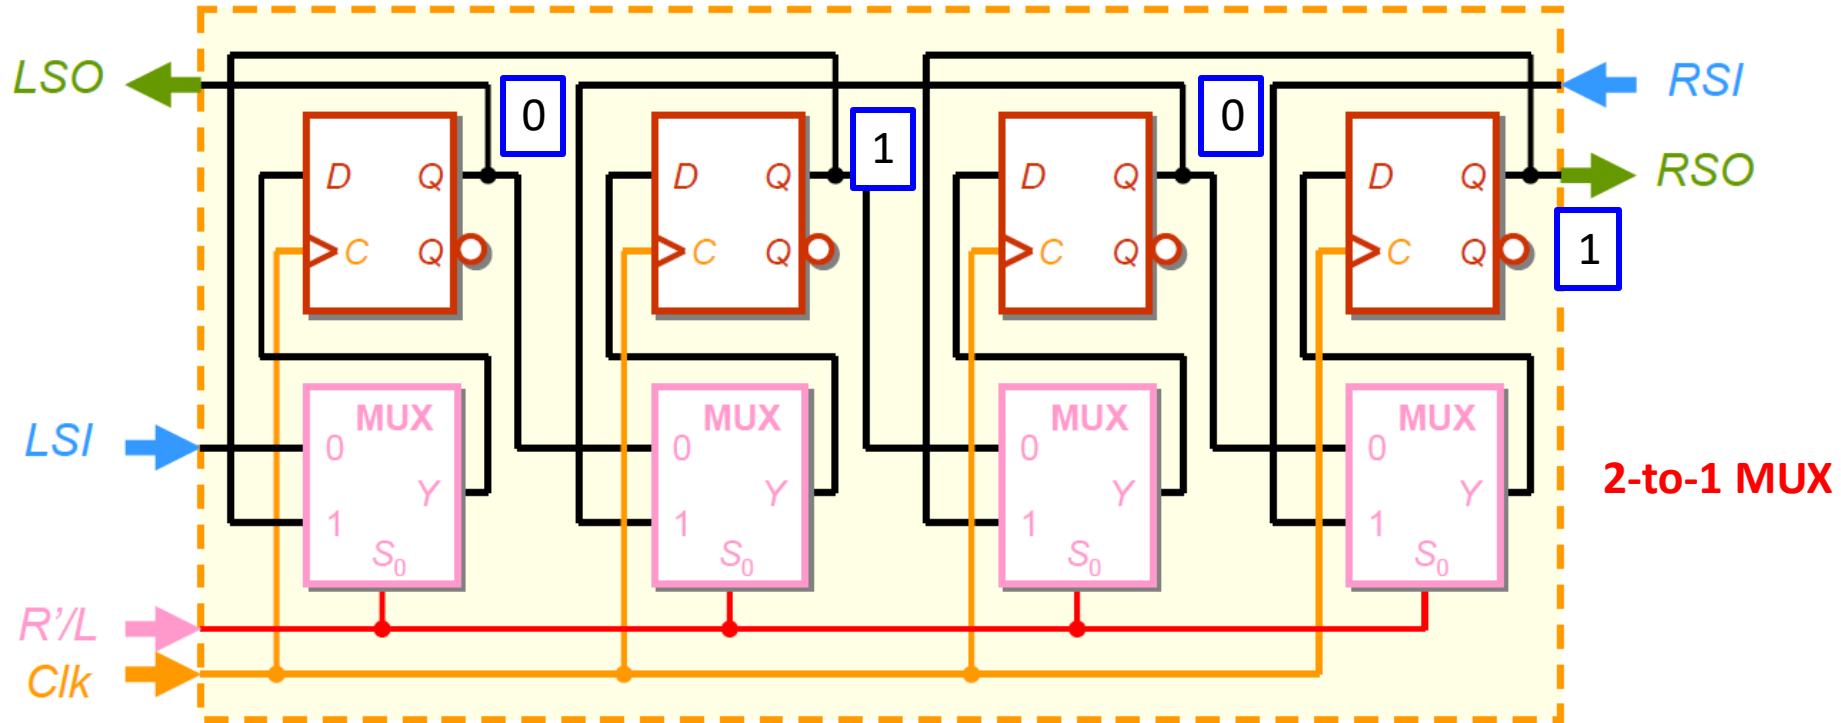 LSO
0
0
RSI
1
D Q
D Q
D Q
D Q
RSO
C Q
C Q
C Q
C Q
1
MUX
MUX
MUX
MUX
LSI
0
0
0
0
2-to-1 MUX
Y
Y
Y
Y
1
1
1
1
S0
S0
S0
S0
R'/L
Clk